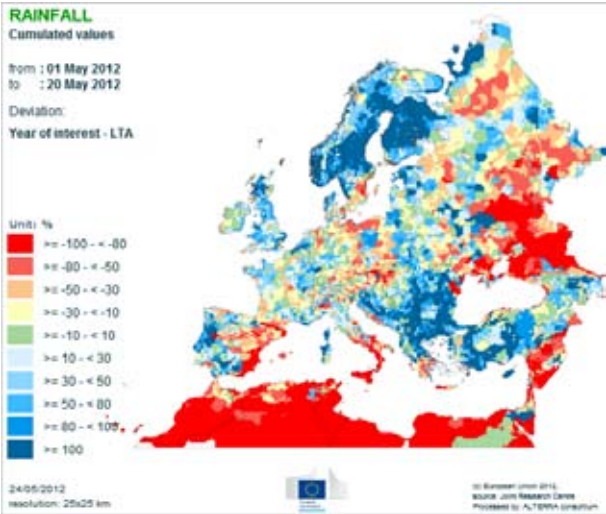 RAINFALL
Cumulated values
from : 01 May 2012
to : 20 May 2012
Deviation:
Year of interest - LTA
Unit: %
>= -100 - < -80
>= -80 - < -50
>= -50 - < -30
>= -30 - < -10
>= -10 - < 10
>= 10 - < 30
>= 30 - < 50
>= 50 - < 80
>= 80 - < 100
>= 100
24/05/2012
resolution: 25x25 km
(c) European Union 2012,
source: Joint Research Centre
Processed by: ALTERRA consortium